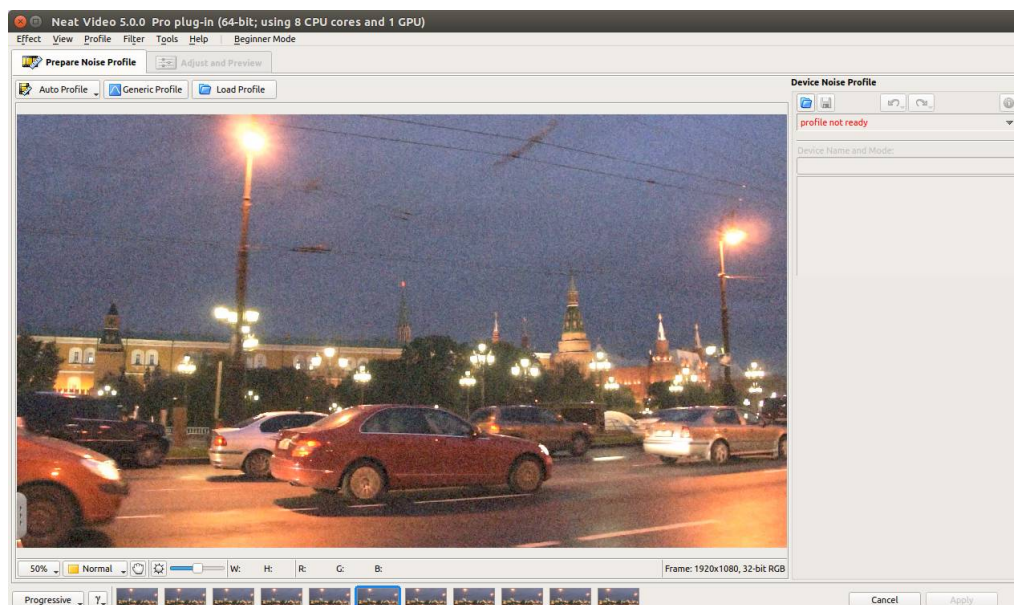 Neat Video 5.0.0 Pro plug-in (64-bit; using 8 CPU cores and 1 GPU)
Effect View Profile Filter Tools Help Beginner Mode
Prepare Noise Profile Adjust and Preview
Auto Profile Generic Profile Load Profile
Device Noise Profile
profile not ready
Device Name and Mode:
50% Normal W: H: R: G: B: Frame: 1920x1080, 32-bit RGB
Progressive γ Cancel Apply